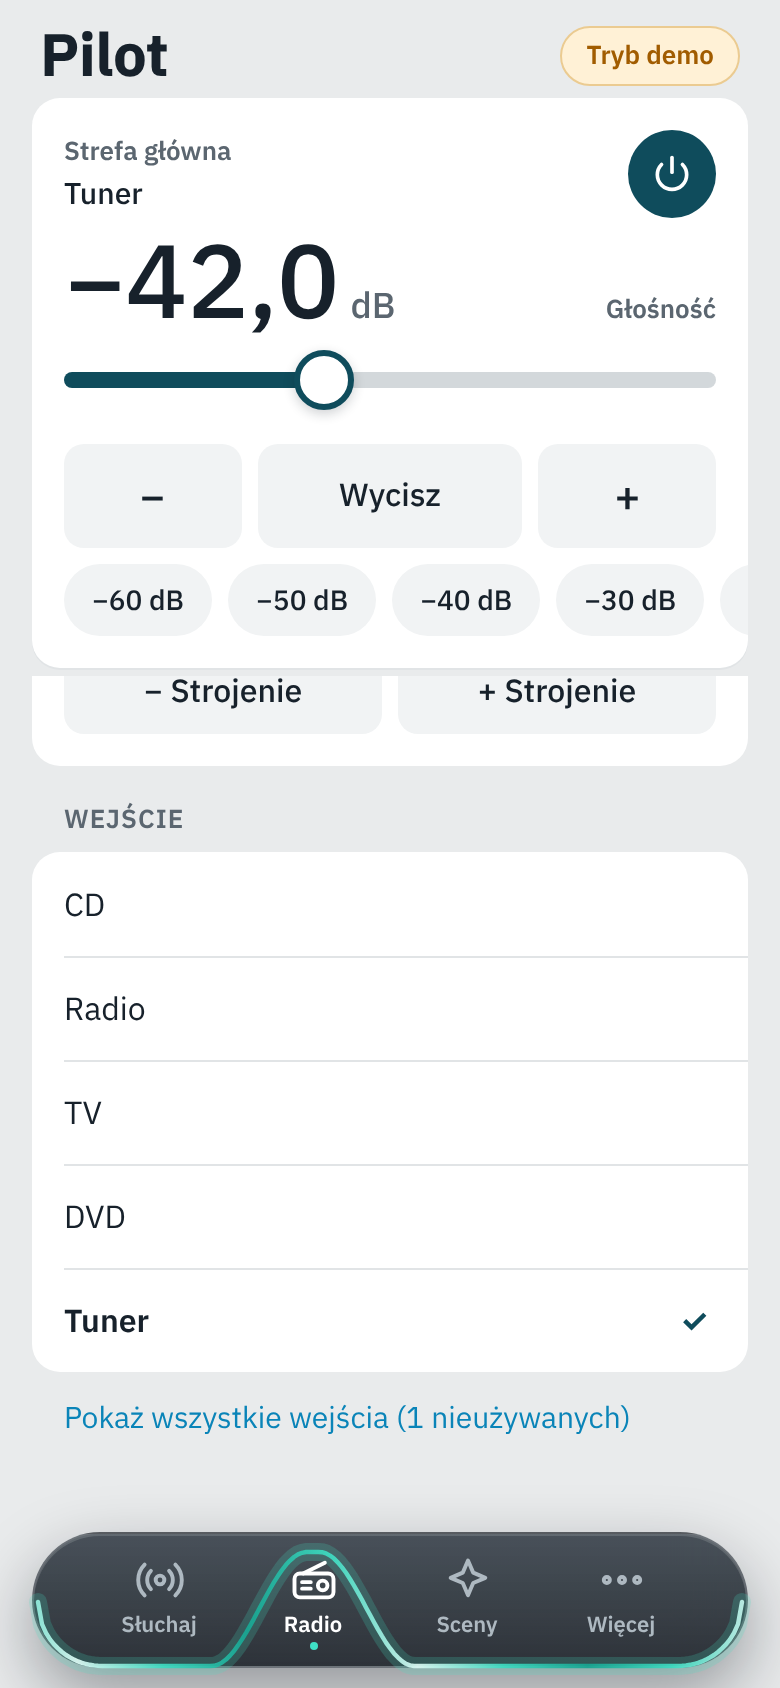 Pilot
Tryb demo
Strefa główna
Tuner
−42,0 dB
Głośność
− Wycisz +
−60 dB −50 dB −40 dB −30 dB
− Strojenie + Strojenie
WEJŚCIE
CD
Radio
TV
DVD
Tuner
Pokaż wszystkie wejścia (1 nieużywanych)
Słuchaj Radio Sceny Więcej